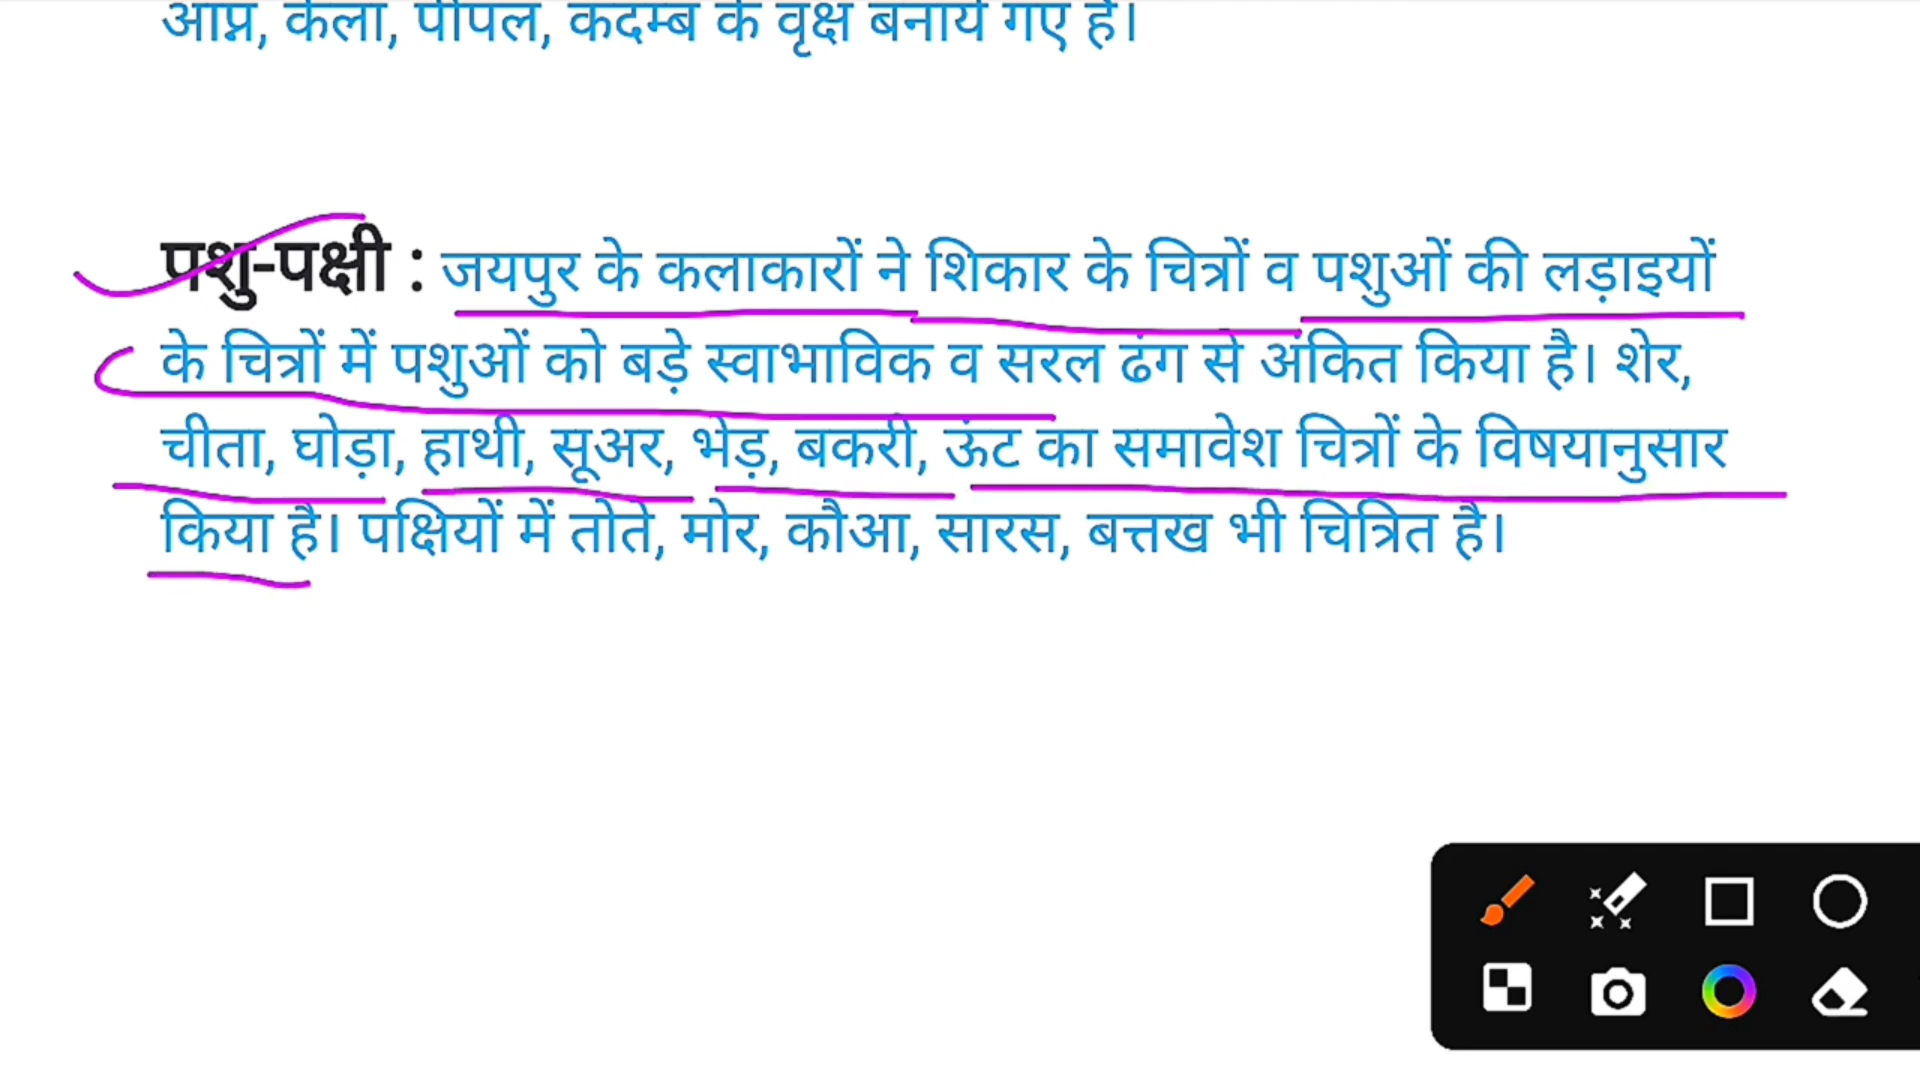 आम्र, केला, पीपल, कदम्ब के वृक्ष बनाये गए है।
पशु-पक्षी : जयपुर के कलाकारों ने शिकार के चित्रों व पशुओं की लड़ाइयों
के चित्रों में पशुओं को बड़े स्वाभाविक व सरल ढंग से अंकित किया है। शेर,
चीता, घोड़ा, हाथी, सूअर, भेड़, बकरी, ऊंट का समावेश चित्रों के विषयानुसार
किया है। पक्षियों में तोते, मोर, कौआ, सारस, बत्तख भी चित्रित है।